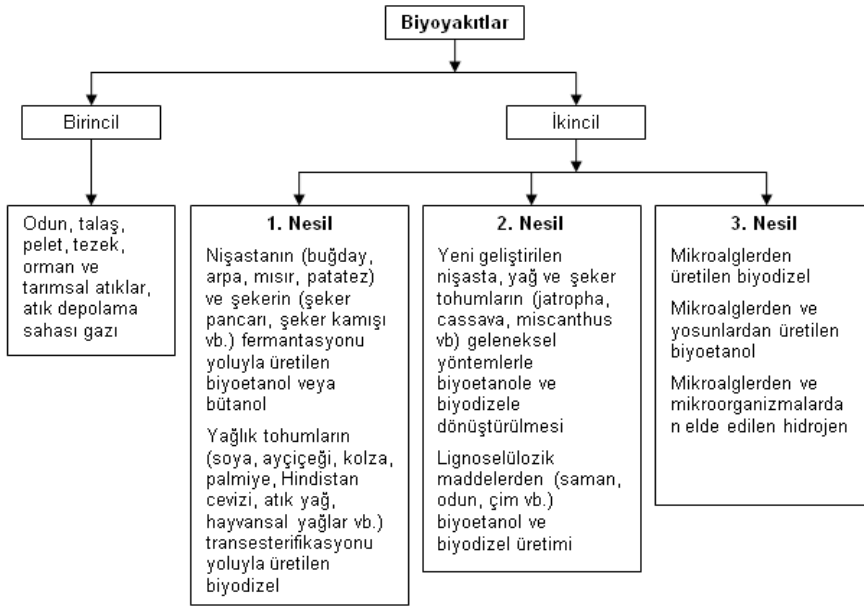 Biyoyakıtlar
Birincil
İkincil
Odun, talaş,
pelet, tezek,
orman ve
tarımsal atıklar,
atık depolama
sahası gazı
1. Nesil
Nişastanın (buğday,
arpa, mısır, patatez)
ve şekerin (şeker
pancarı, şeker kamışı
vb.) fermantasyonu
yoluyla üretilen
biyoetanol veya
bütanol
Yağlık tohumların
(soya, ayçiçeği, kolza,
palmiye, Hindistan
cevizi, atık yağ,
hayvansal yağlar vb.)
transesterifikasyonu
yoluyla üretilen
biyodizel
2. Nesil
Yeni geliştirilen
nişasta, yağ ve şeker
tohumların (jatropha,
cassava, miscanthus
vb) geleneksel
yöntemlerle
biyoetanole ve
biyodizele
dönüştürülmesi
Lignoselülozik
maddelerden (saman,
odun, çim vb.)
biyoetanol ve
biyodizel üretimi
3. Nesil
Mikroalglerden
üretilen biyodizel
Mikroalglerden ve
yosunlardan üretilen
biyoetanol
Mikroalglerden ve
mikroorganizmalarda
n elde edilen hidrojen